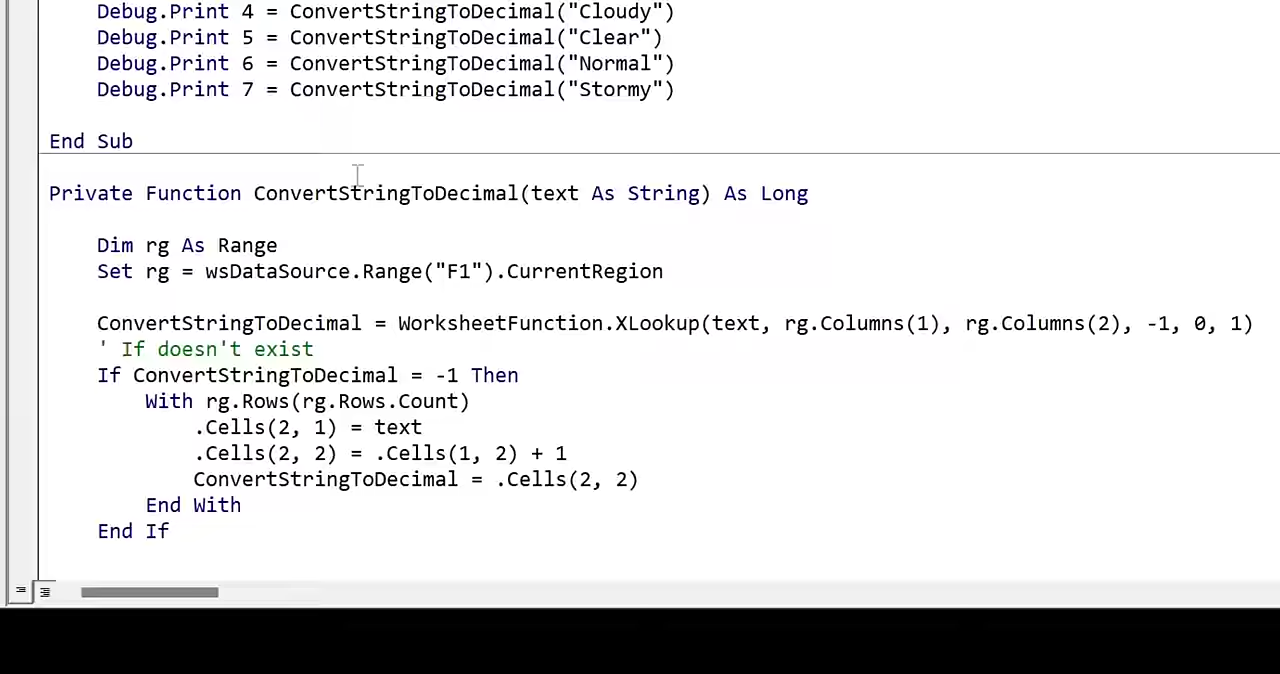 Debug.Print 4 = ConvertStringToDecimal("Cloudy")
Debug.Print 5 = ConvertStringToDecimal("Clear")
Debug.Print 6 = ConvertStringToDecimal("Normal")
Debug.Print 7 = ConvertStringToDecimal("Stormy")
End Sub
Private Function ConvertStringToDecimal(text As String) As Long
Dim rg As Range
Set rg = wsDataSource.Range("F1").CurrentRegion
ConvertStringToDecimal = WorksheetFunction.XLookup(text, rg.Columns(1), rg.Columns(2), -1, 0, 1)
' If doesn't exist
If ConvertStringToDecimal = -1 Then
With rg.Rows(rg.Rows.Count)
.Cells(2, 1) = text
.Cells(2, 2) = .Cells(1, 2) + 1
ConvertStringToDecimal = .Cells(2, 2)
End With
End If